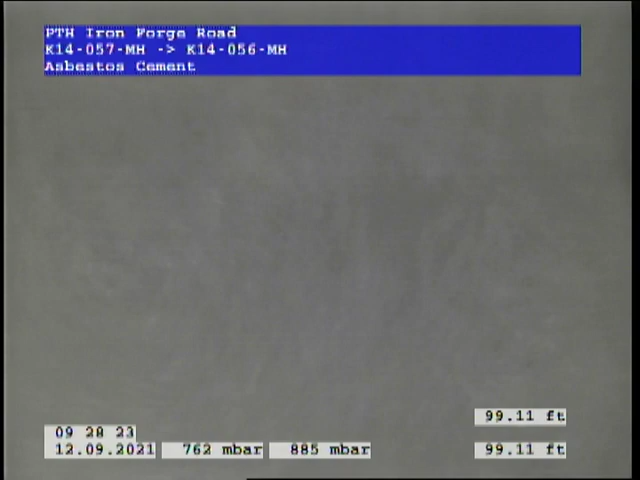 PTH Iron Forge Road
K14-057-MH -> K14-056-MH
Asbestos Cement
99.11 ft
09 28 23
12.09.2021 762 mbar 885 mbar 99.11 ft